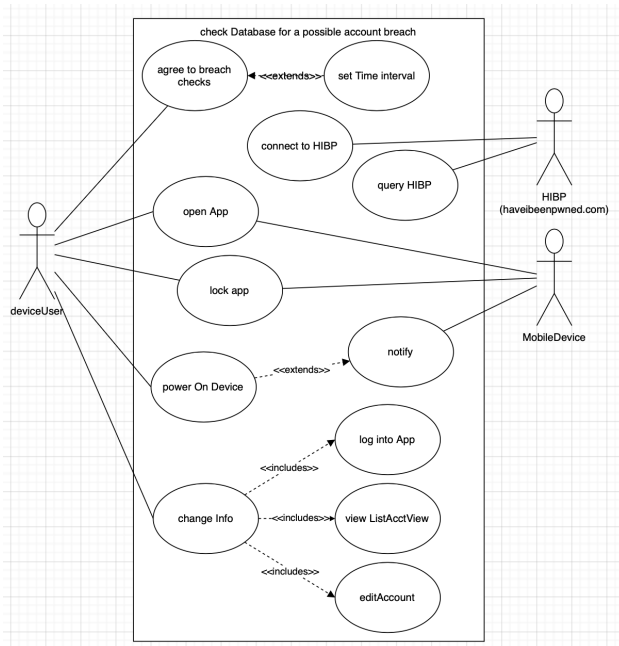 check Database for a possible account breach
agree to breach
checks
<<extends>>
set Time interval
connect to HIBP
query HIBP
HIBP
(haveibeenpwned.com)
open App
lock app
deviceUser
MobileDevice
notify
<<extends>>
power On Device
log into App
<<includes>>
change Info
<<includes>>
view ListAcctView
<<includes>>
editAccount